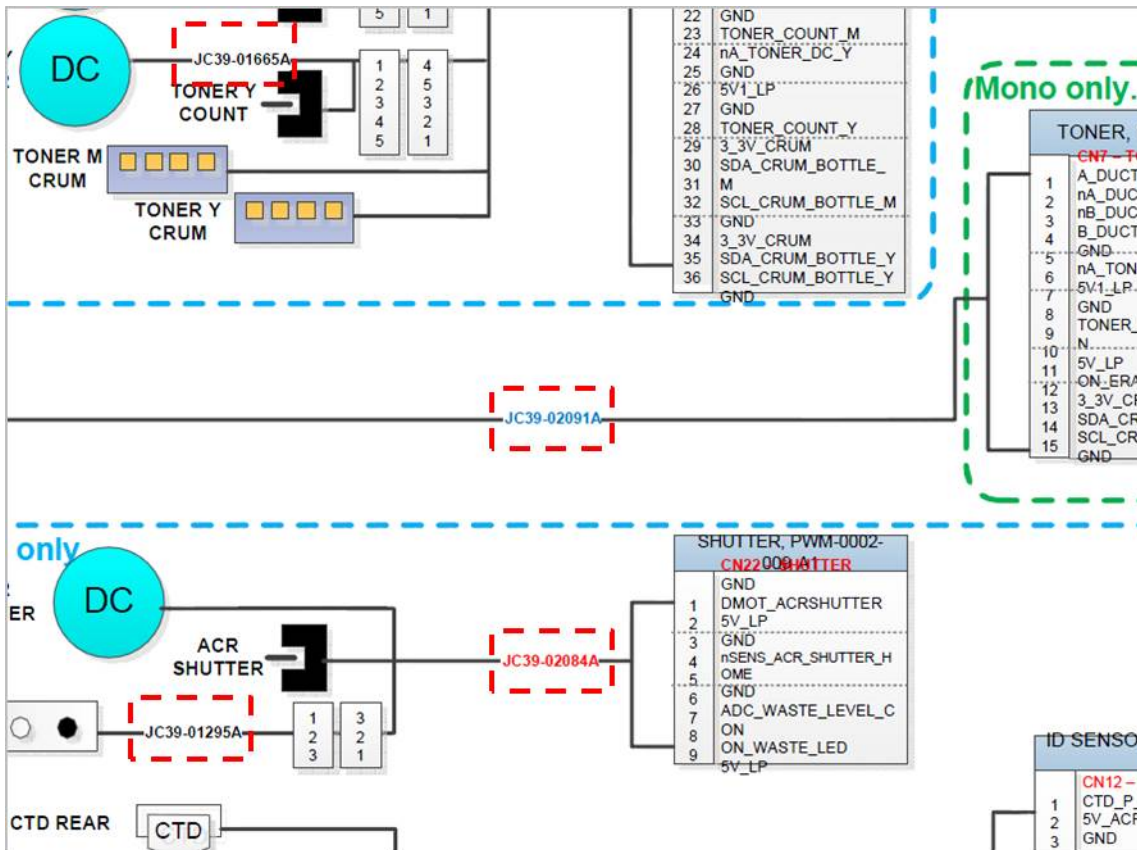 5 1
DC
JC39-01665A
TONER Y
COUNT
1 4
2 5
3 3
4 2
5 1
TONER M
CRUM
TONER Y
CRUM
22 GND
23 TONER_COUNT_M
24 nA_TONER_DC_Y
25 GND
26 5V1_LP
27 GND
28 TONER_COUNT_Y
29 3_3V_CRUM
30 SDA_CRUM_BOTTLE_
31 M
32 SCL_CRUM_BOTTLE_M
33 GND
34 3_3V_CRUM
35 SDA_CRUM_BOTTLE_Y
36 SCL_CRUM_BOTTLE_Y
GND
Mono only.
TONER,
CN7 – T
1 A_DUCT
2 nA_DUC
3 nB_DUC
4 B_DUCT
5 GND
6 nA_TON
7 5V1_LP
8 GND
9 TONER_
10 N
11 5V_LP
12 ON_ERA
13 3_3V_C
14 SDA_CR
15 SCL_CR
GND
JC39-02091A
only
ER
DC
ACR
SHUTTER
JC39-02084A
JC39-01295A
1 3
2 2
3 1
SHUTTER, PWM-0002-
CN22 – SHUTTER
GND
1 DMOT_ACRSHUTTER
2 5V_LP
3 GND
4 nSENS_ACR_SHUTTER_H
5 OME
6 GND
7 ADC_WASTE_LEVEL_C
8 ON
9 ON_WASTE_LED
5V_LP
CTD REAR
CTD
ID SENSO
CN12 –
1 CTD_P_
2 5V_ACR
3 GND